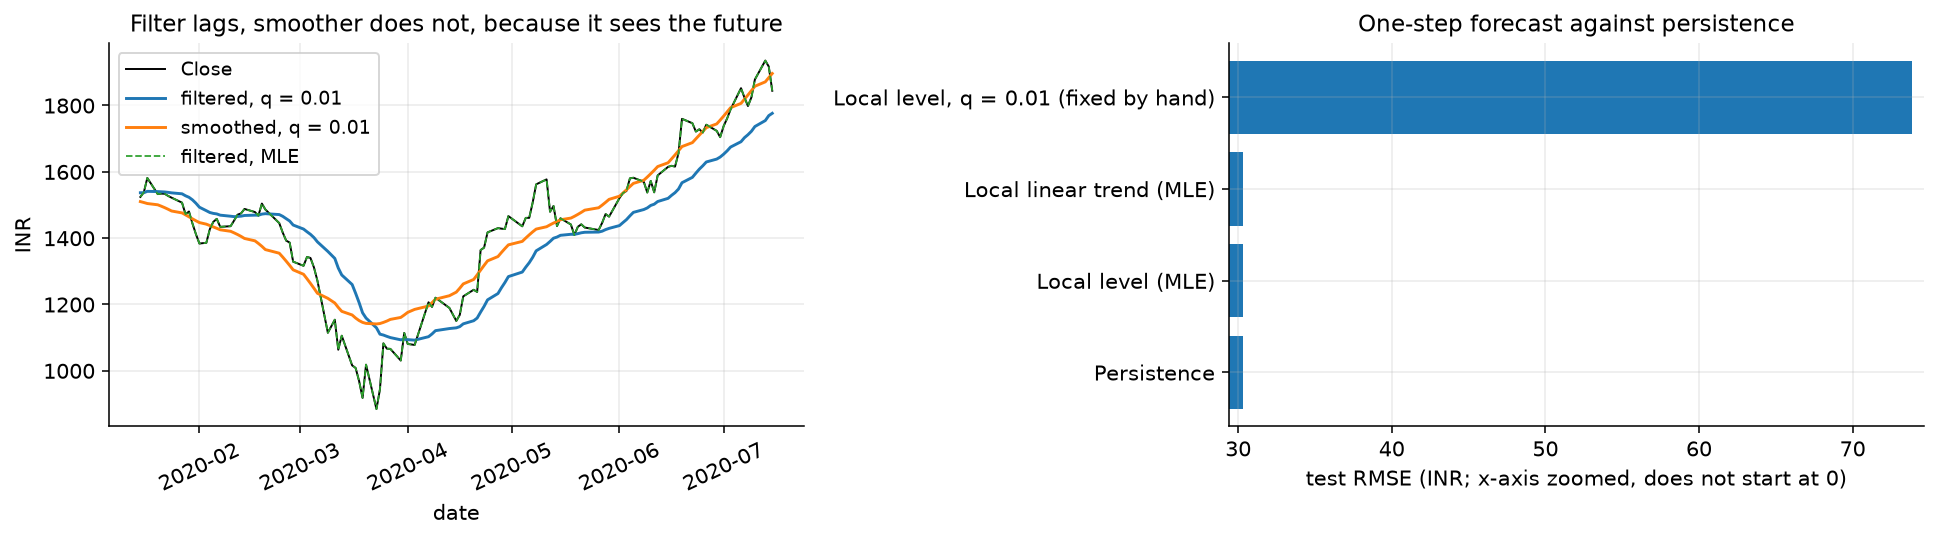 Filter lags, smoother does not, because it sees the future
Close
filtered, q = 0.01
smoothed, q = 0.01
filtered, MLE
INR
1800
1600
1400
1200
1000
2020-02
2020-03
2020-04
2020-05
2020-06
2020-07
date
One-step forecast against persistence
Local level, q = 0.01 (fixed by hand)
Local linear trend (MLE)
Local level (MLE)
Persistence
30
40
50
60
70
test RMSE (INR; x-axis zoomed, does not start at 0)